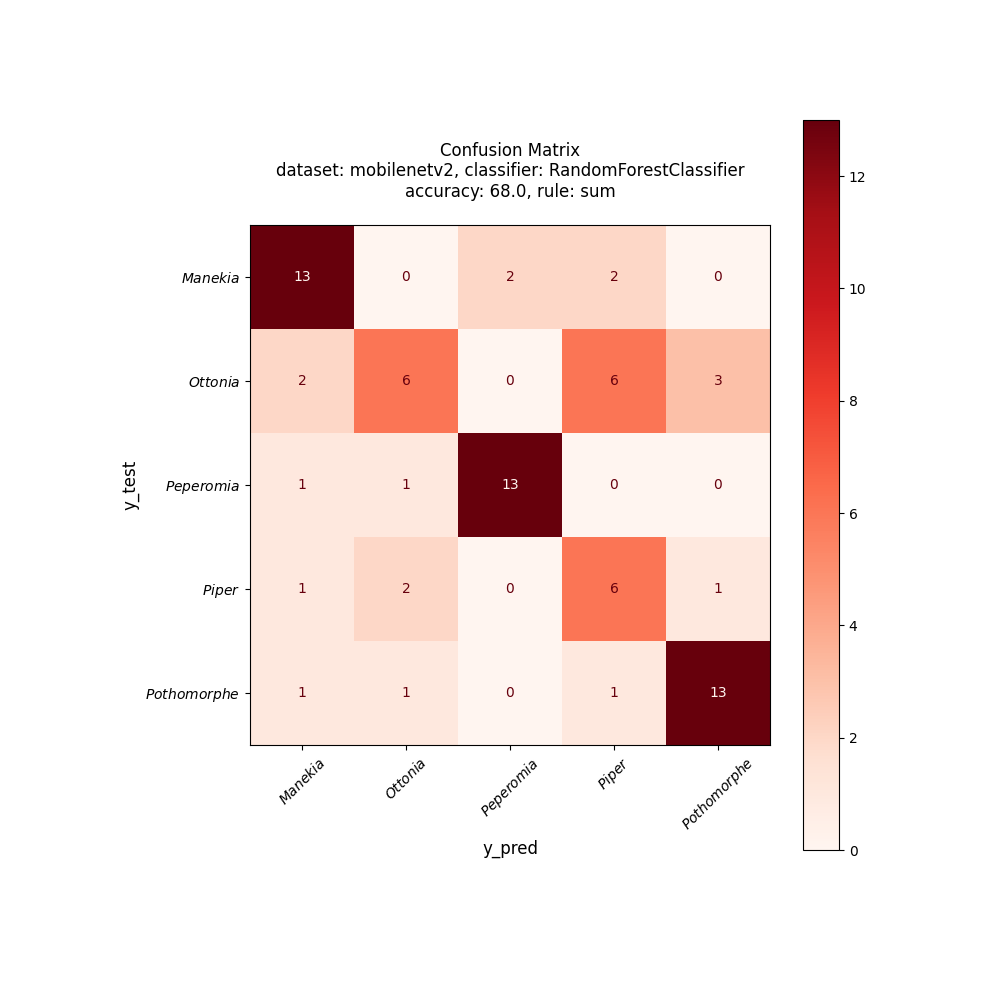 Confusion Matrix
dataset: mobilenetv2, classifier: RandomForestClassifier
accuracy: 68.0, rule: sum
Manekia 13 0 2 2 0
Ottonia 2 6 0 6 3
Peperomia 1 1 13 0 0
Piper 1 2 0 6 1
Pothomorphe 1 1 0 1 13
Manekia Ottonia Peperomia Piper Pothomorphe
y_test
y_pred
12
10
8
6
4
2
0